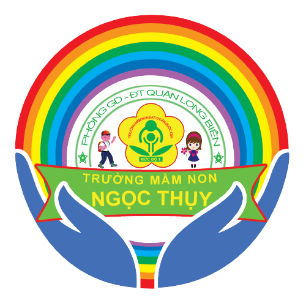 PHÒNG GD - ĐT QUẬN LONG BIÊN
TRƯỜNG MẦM NON
NGỌC THỤY